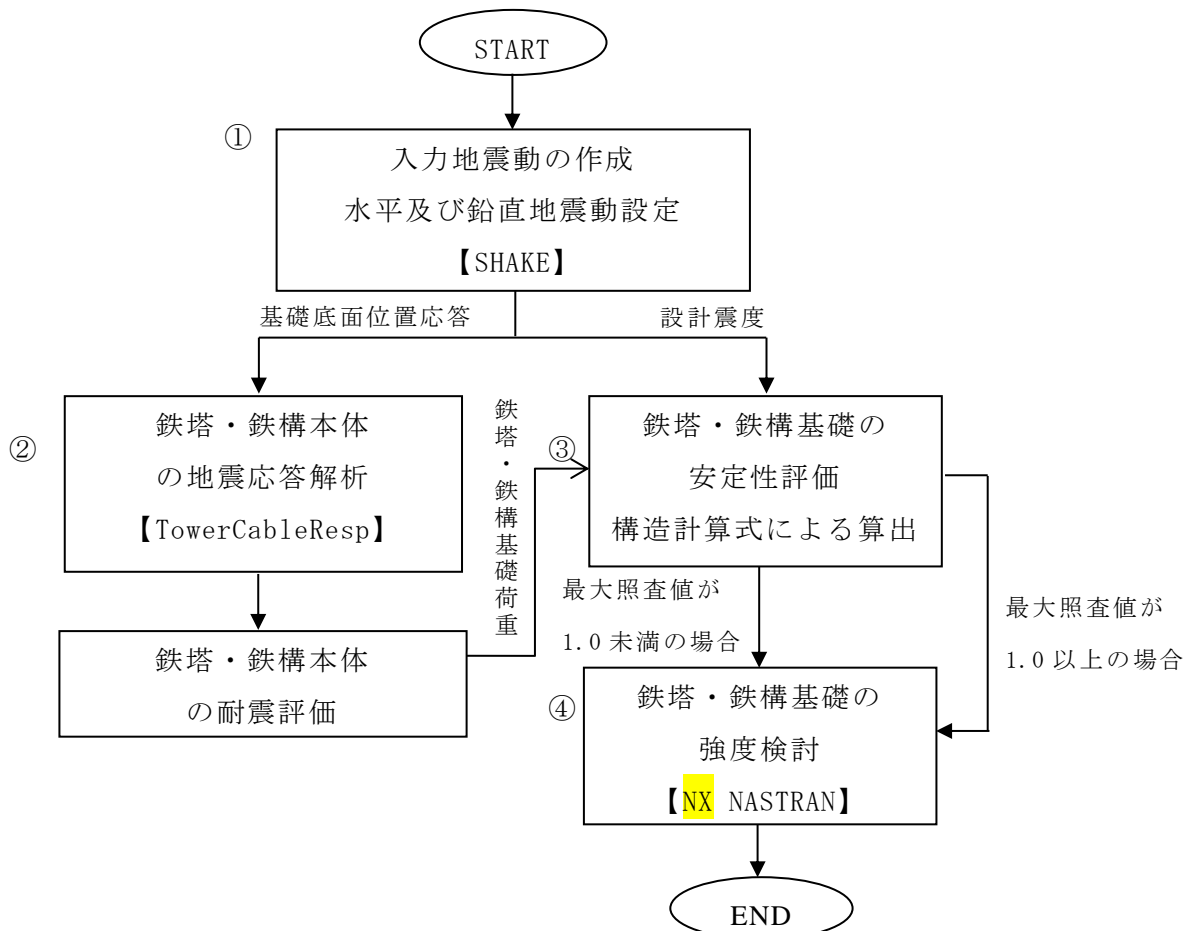 START
①
入力地震動の作成
水平及び鉛直地震動設定
【SHAKE】
基礎底面位置応答
設計震度
②
鉄塔・鉄構本体
の地震応答解析
【TowerCableResp】
鉄塔・鉄構本体
の耐震評価
鉄塔・鉄構基礎荷重
③
鉄塔・鉄構基礎の
安定性評価
構造計算式による算出
最大照査値が
1.0 未満の場合
最大照査値が
1.0 以上の場合
④
鉄塔・鉄構基礎の
強度検討
【NX NASTRAN】
END